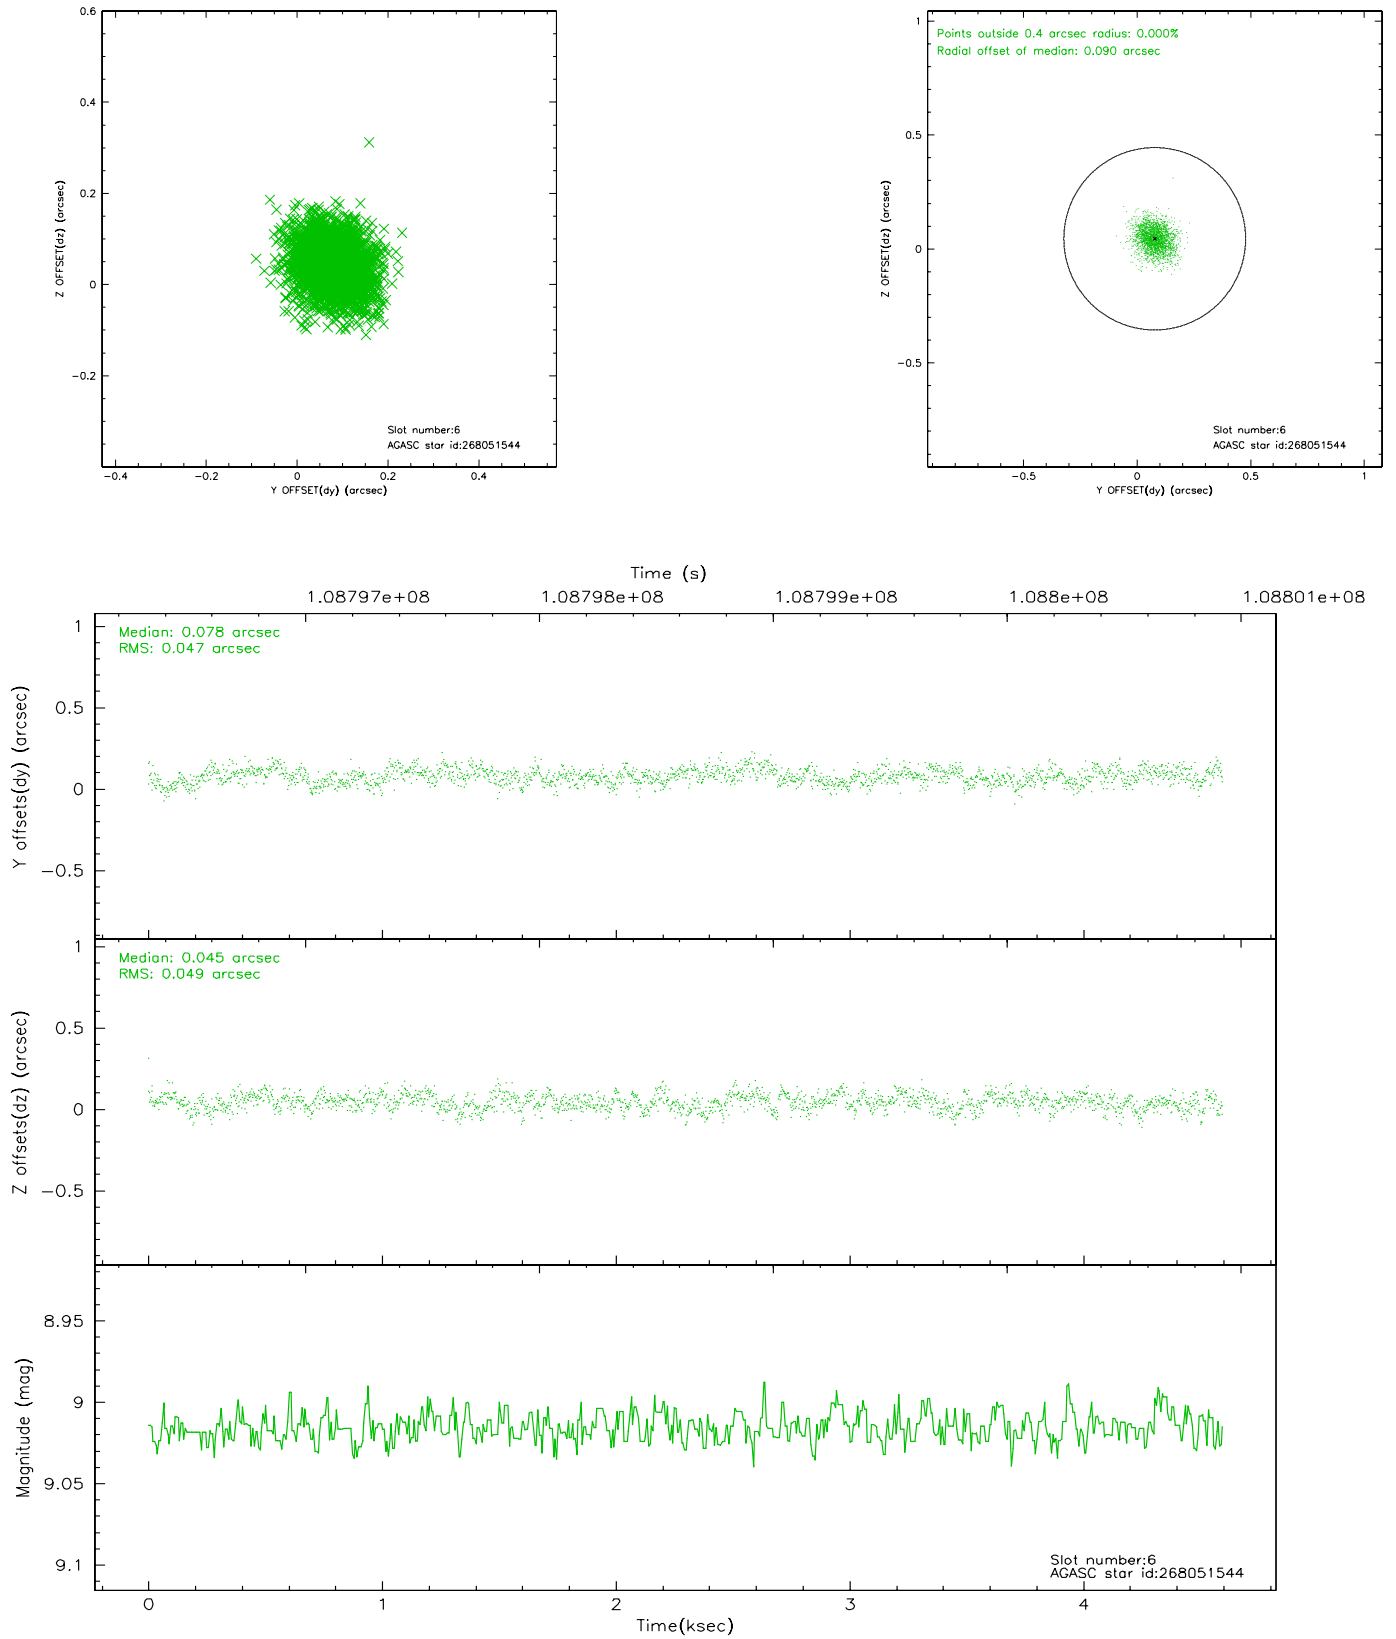 0.6
0.4
0.2
0
−0.2
Z OFFSET(dz) (arcsec)
Slot number:6
AGASC star id:268051544
−0.4 −0.2 0 0.2 0.4
Y OFFSET(dy) (arcsec)
Points outside 0.4 arcsec radius: 0.000%
Radial offset of median: 0.090 arcsec
1
0.5
0
−0.5
Z OFFSET(dz) (arcsec)
Slot number:6
AGASC star id:268051544
−0.5 0 0.5 1
Y OFFSET(dy) (arcsec)
Time (s)
1.08797e+08 1.08798e+08 1.08799e+08 1.088e+08 1.08801e+08
Median: 0.078 arcsec
RMS: 0.047 arcsec
1
0.5
0
−0.5
Y offsets(dy) (arcsec)
Median: 0.045 arcsec
RMS: 0.049 arcsec
1
0.5
0
−0.5
Z offsets(dz) (arcsec)
8.95
9
9.05
9.1
Magnitude (mag)
Slot number:6
AGASC star id:268051544
0 1 2 3 4
Time(ksec)